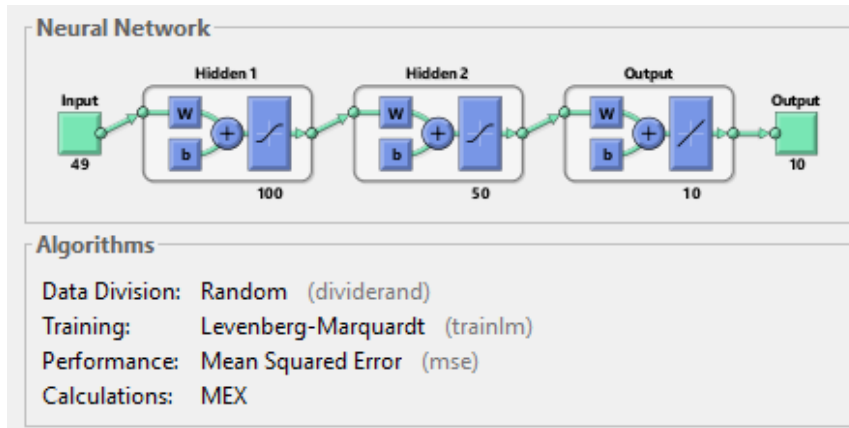 Neural Network
Hidden 1 Hidden 2 Output
Input Output
W W W
+ + +
b b b
49 10
100 50 10
Algorithms
Data Division: Random (dividerand)
Training: Levenberg-Marquardt (trainlm)
Performance: Mean Squared Error (mse)
Calculations: MEX